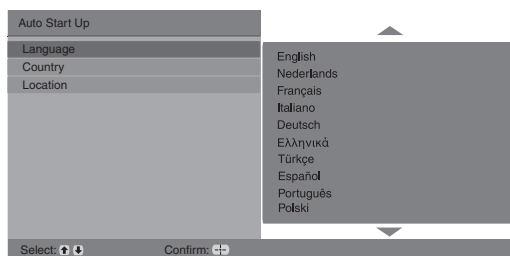 Auto Start Up
Language
Country
Location
English
Nederlands
Français
Italiano
Deutsch
Ελληνικά
Türkçe
Español
Português
Polski
Select: Confirm: